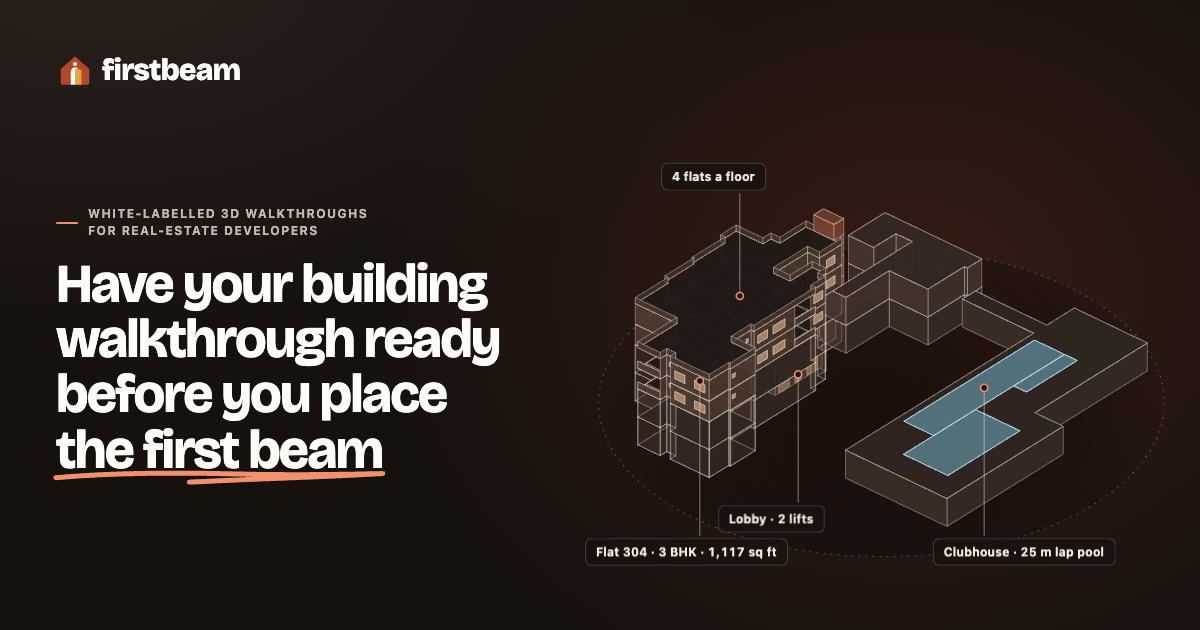 firstbeam
WHITE-LABELLED 3D WALKTHROUGHS
FOR REAL-ESTATE DEVELOPERS
Have your building
walkthrough ready
before you place
the first beam
4 flats a floor
Lobby · 2 lifts
Flat 304 · 3 BHK · 1,117 sq ft
Clubhouse · 25 m lap pool